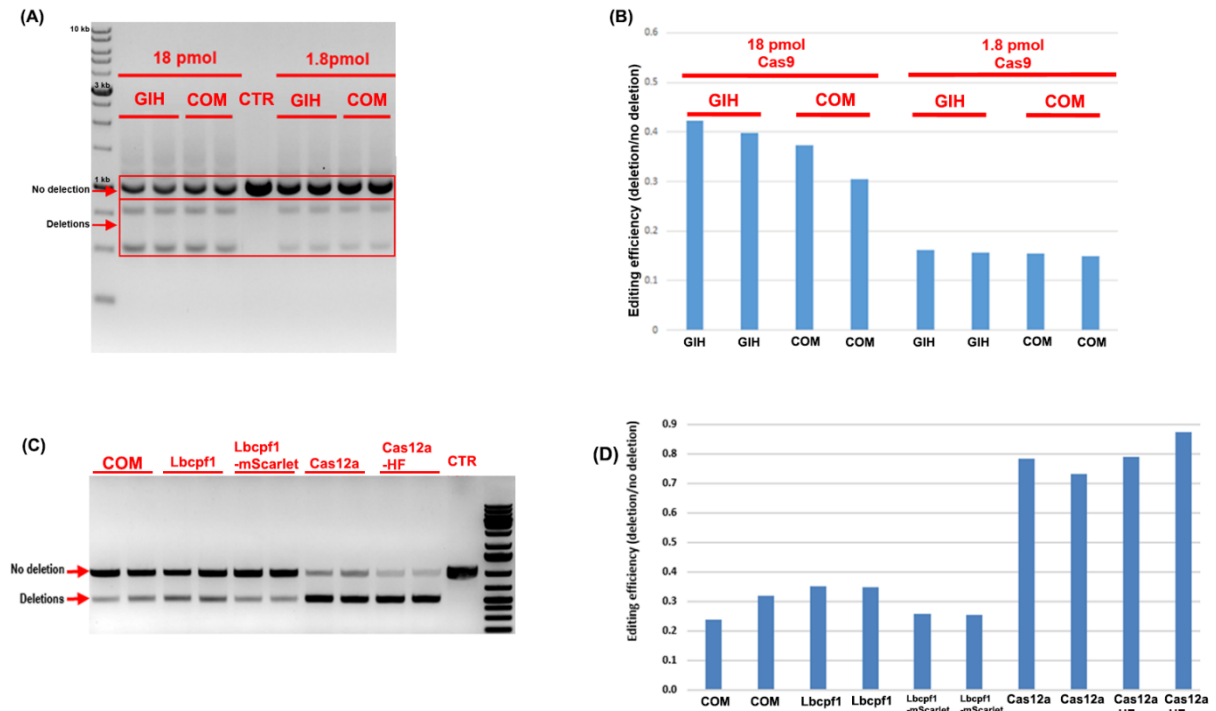 (A)
10 kb
18 pmol
1.8pmol
3 kb
GIH
COM
CTR
GIH
COM
1 kb
No delection
Deletions
(B)
Editing efficiency (deletion/no deletion)
0.6
0.5
0.4
0.3
0.2
0.1
0
18 pmol
Cas9
1.8 pmol
Cas9
GIH
COM
GIH
COM
GIH
GIH
COM
COM
GIH
GIH
COM
COM
(C)
COM
Lbcpf1
Lbcpf1
-mScarlet
Cas12a
Cas12a
-HF
CTR
No deletion
Deletions
(D)
Editing efficiency (deletion/no deletion)
0.9
0.8
0.7
0.6
0.5
0.4
0.3
0.2
0.1
0.0
COM
COM
Lbcpf1
Lbcpf1
Lbcpf1
-mScarlet
Lbcpf1
-mScarlet
Cas12a
Cas12a
Cas12a
-HF
Cas12a
-HF